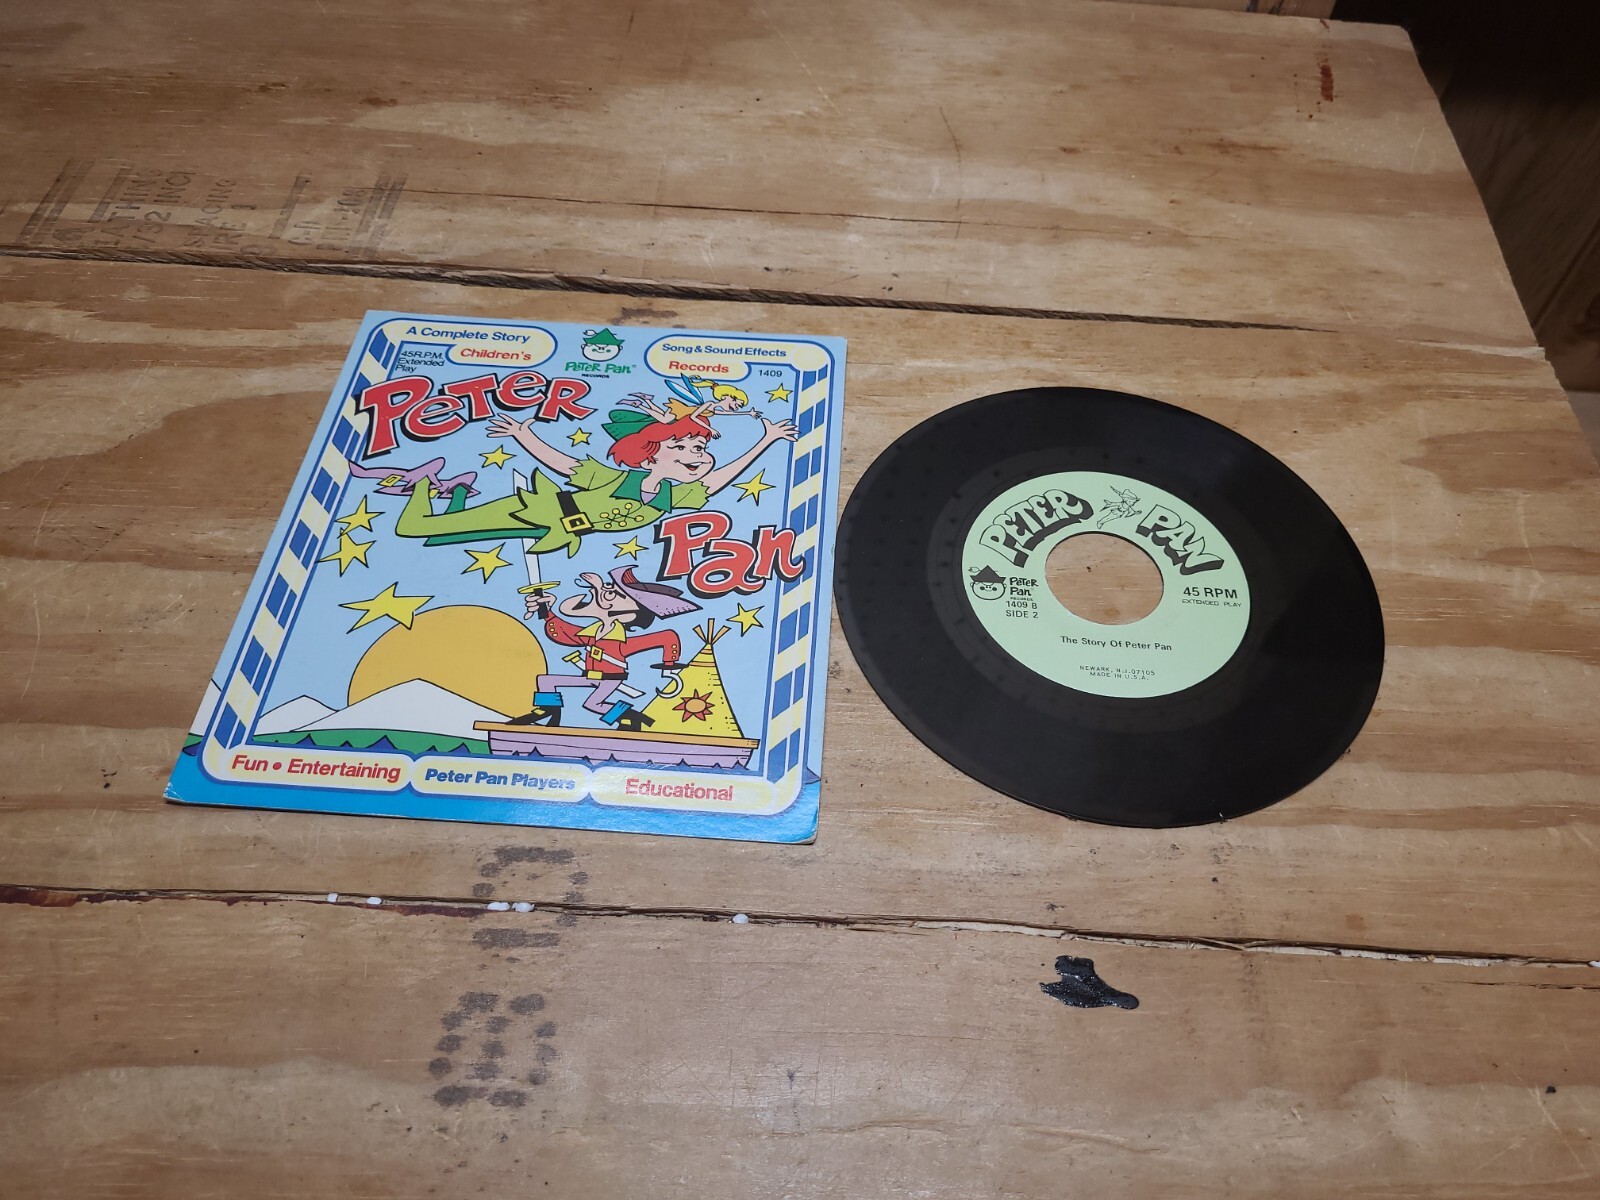 A Complete Story
Children's
45R.P.M.
Extended
Play
Peter Pan®
RECORDS
Song & Sound Effects
Records
1409
Peter
Pan
Fun • Entertaining
Peter Pan Players
Educational
PETER PAN
Peter
Pan
RECORDS
1409 B
SIDE 2
45 RPM
EXTENDED PLAY
The Story Of Peter Pan
NEWARK, N.J. 07105
MADE IN U.S.A.